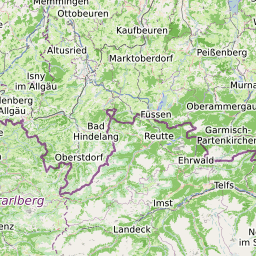 Memmingen
Ottobeuren
Kaufbeuren
Altusried
Peißenberg
Marktoberdorf
Isny
im Allgäu
Murna
Allgäu
Oberammergau
Füssen
Bad
Hindelang
Reutte
Garmisch-
Partenkirchen
Oberstdorf
Ehrwald
Telfs
arlberg
Imst
Landeck